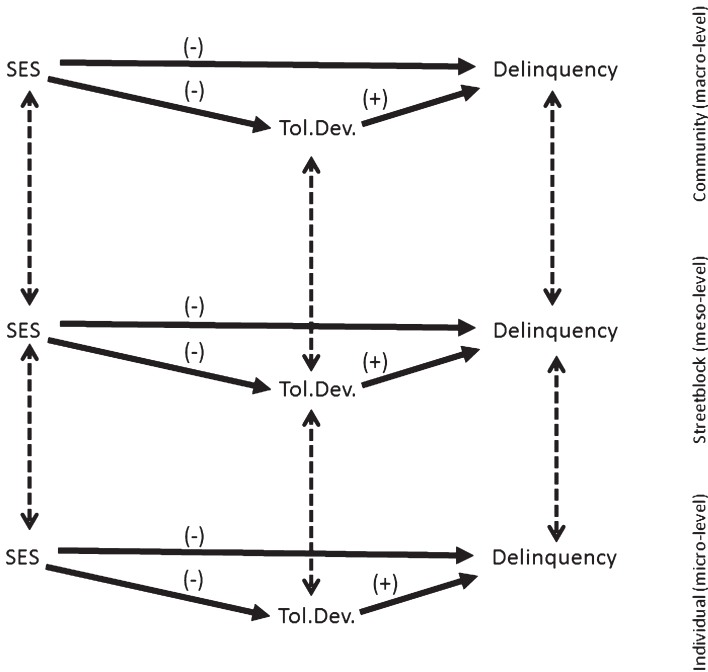 (-)
SES
Delinquency
(-)
(+)
Tol.Dev.
Community (macro-level)
(-)
SES
Delinquency
(-)
(+)
Tol.Dev.
Streetblock (meso-level)
(-)
SES
Delinquency
(-)
(+)
Tol.Dev.
Individual (micro-level)